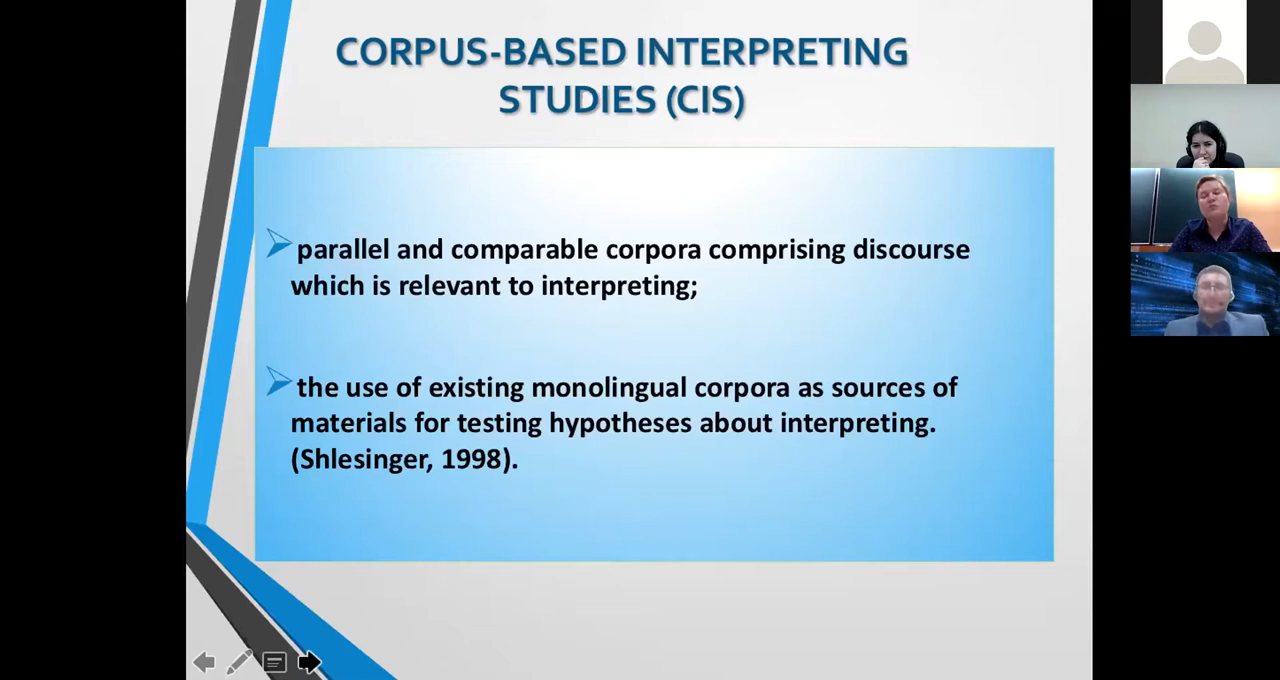 CORPUS-BASED INTERPRETING
STUDIES (CIS)
parallel and comparable corpora comprising discourse
which is relevant to interpreting;
the use of existing monolingual corpora as sources of
materials for testing hypotheses about interpreting.
(Shlesinger, 1998).